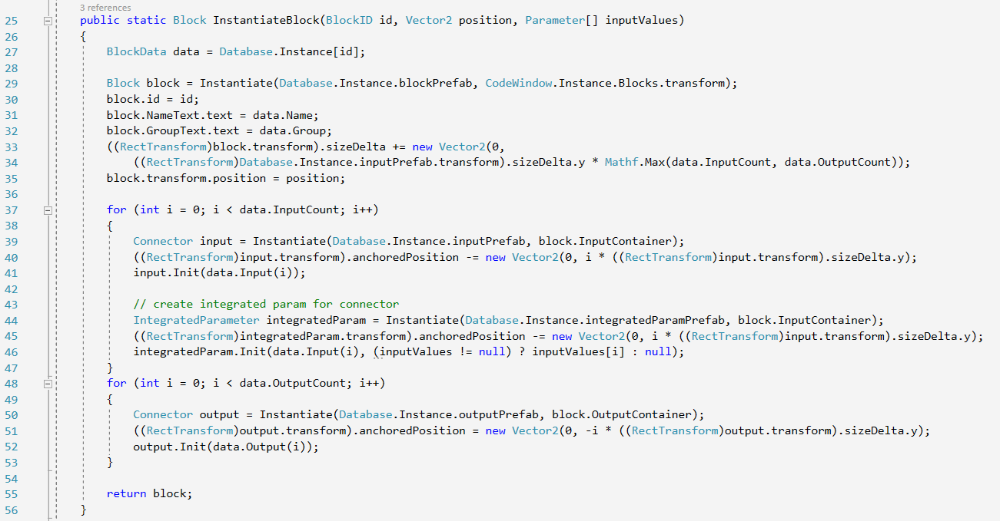 3 references
25 public static Block InstantiateBlock(BlockID id, Vector2 position, Parameter[] inputValues)
26 {
27 BlockData data = Database.Instance[id];
28
29 Block block = Instantiate(Database.Instance.blockPrefab, CodeWindow.Instance.Blocks.transform);
30 block.id = id;
31 block.NameText.text = data.Name;
32 block.GroupText.text = data.Group;
33 ((RectTransform)block.transform).sizeDelta += new Vector2(0,
34 ((RectTransform)Database.Instance.inputPrefab.transform).sizeDelta.y * Mathf.Max(data.InputCount, data.OutputCount));
35 block.transform.position = position;
36
37 for (int i = 0; i < data.InputCount; i++)
38 {
39 Connector input = Instantiate(Database.Instance.inputPrefab, block.InputContainer);
40 ((RectTransform)input.transform).anchoredPosition -= new Vector2(0, i * ((RectTransform)input.transform).sizeDelta.y);
41 input.Init(data.Input(i));
42
43 // create integrated param for connector
44 IntegratedParameter integratedParam = Instantiate(Database.Instance.integratedParamPrefab, block.InputContainer);
45 ((RectTransform)integratedParam.transform).anchoredPosition -= new Vector2(0, i * ((RectTransform)input.transform).sizeDelta.y);
46 integratedParam.Init(data.Input(i), (inputValues != null) ? inputValues[i] : null);
47 }
48 for (int i = 0; i < data.OutputCount; i++)
49 {
50 Connector output = Instantiate(Database.Instance.outputPrefab, block.OutputContainer);
51 ((RectTransform)output.transform).anchoredPosition = new Vector2(0, -i * ((RectTransform)output.transform).sizeDelta.y);
52 output.Init(data.Output(i));
53 }
54
55 return block;
56 }